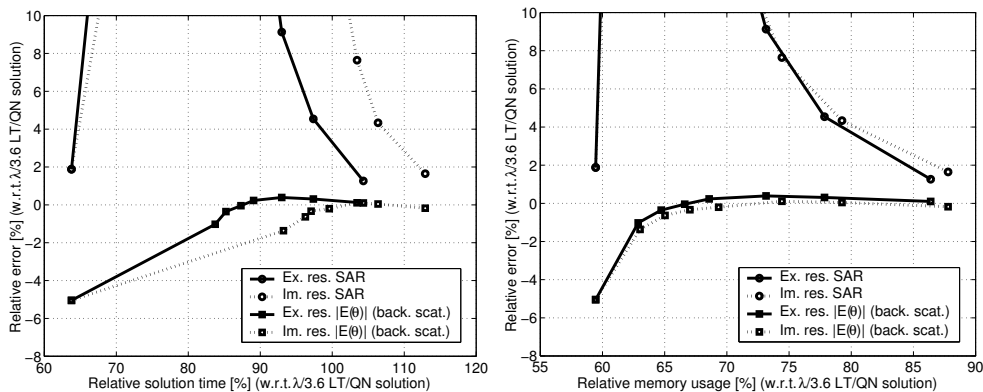 10
8
6
4
2
0
−2
−4
−6
−8
60 70 80 90 100 110 120
Relative error [%] (w.r.t.λ/3.6 LT/QN solution)
Relative solution time [%] (w.r.t.λ/3.6 LT/QN solution)
Ex. res. SAR
Im. res. SAR
Ex. res. |E(θ)| (back. scat.)
Im. res. |E(θ)| (back. scat.)
10
8
6
4
2
0
−2
−4
−6
−8
55 60 65 70 75 80 85 90
Relative error [%] (w.r.t.λ/3.6 LT/QN solution)
Relative memory usage [%] (w.r.t.λ/3.6 LT/QN solution)
Ex. res. SAR
Im. res. SAR
Ex. res. |E(θ)| (back. scat.)
Im. res. |E(θ)| (back. scat.)